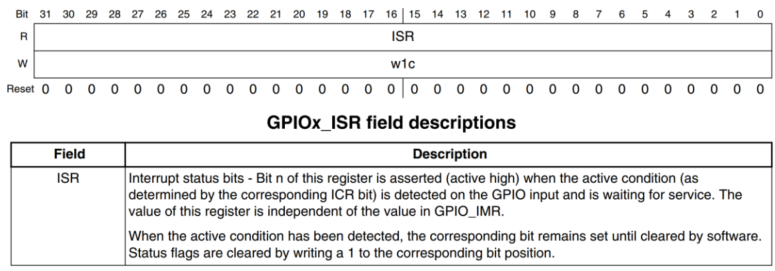 Bit 31 30 29 28 27 26 25 24 23 22 21 20 19 18 17 16 15 14 13 12 11 10 9 8 7 6 5 4 3 2 1 0
R ISR
W w1c
Reset 0 0 0 0 0 0 0 0 0 0 0 0 0 0 0 0 0 0 0 0 0 0 0 0 0 0 0 0 0 0 0 0
GPIOx_ISR field descriptions
Field Description
ISR Interrupt status bits - Bit n of this register is asserted (active high) when the active condition (as
determined by the corresponding ICR bit) is detected on the GPIO input and is waiting for service. The
value of this register is independent of the value in GPIO_IMR.
When the active condition has been detected, the corresponding bit remains set until cleared by software.
Status flags are cleared by writing a 1 to the corresponding bit position.